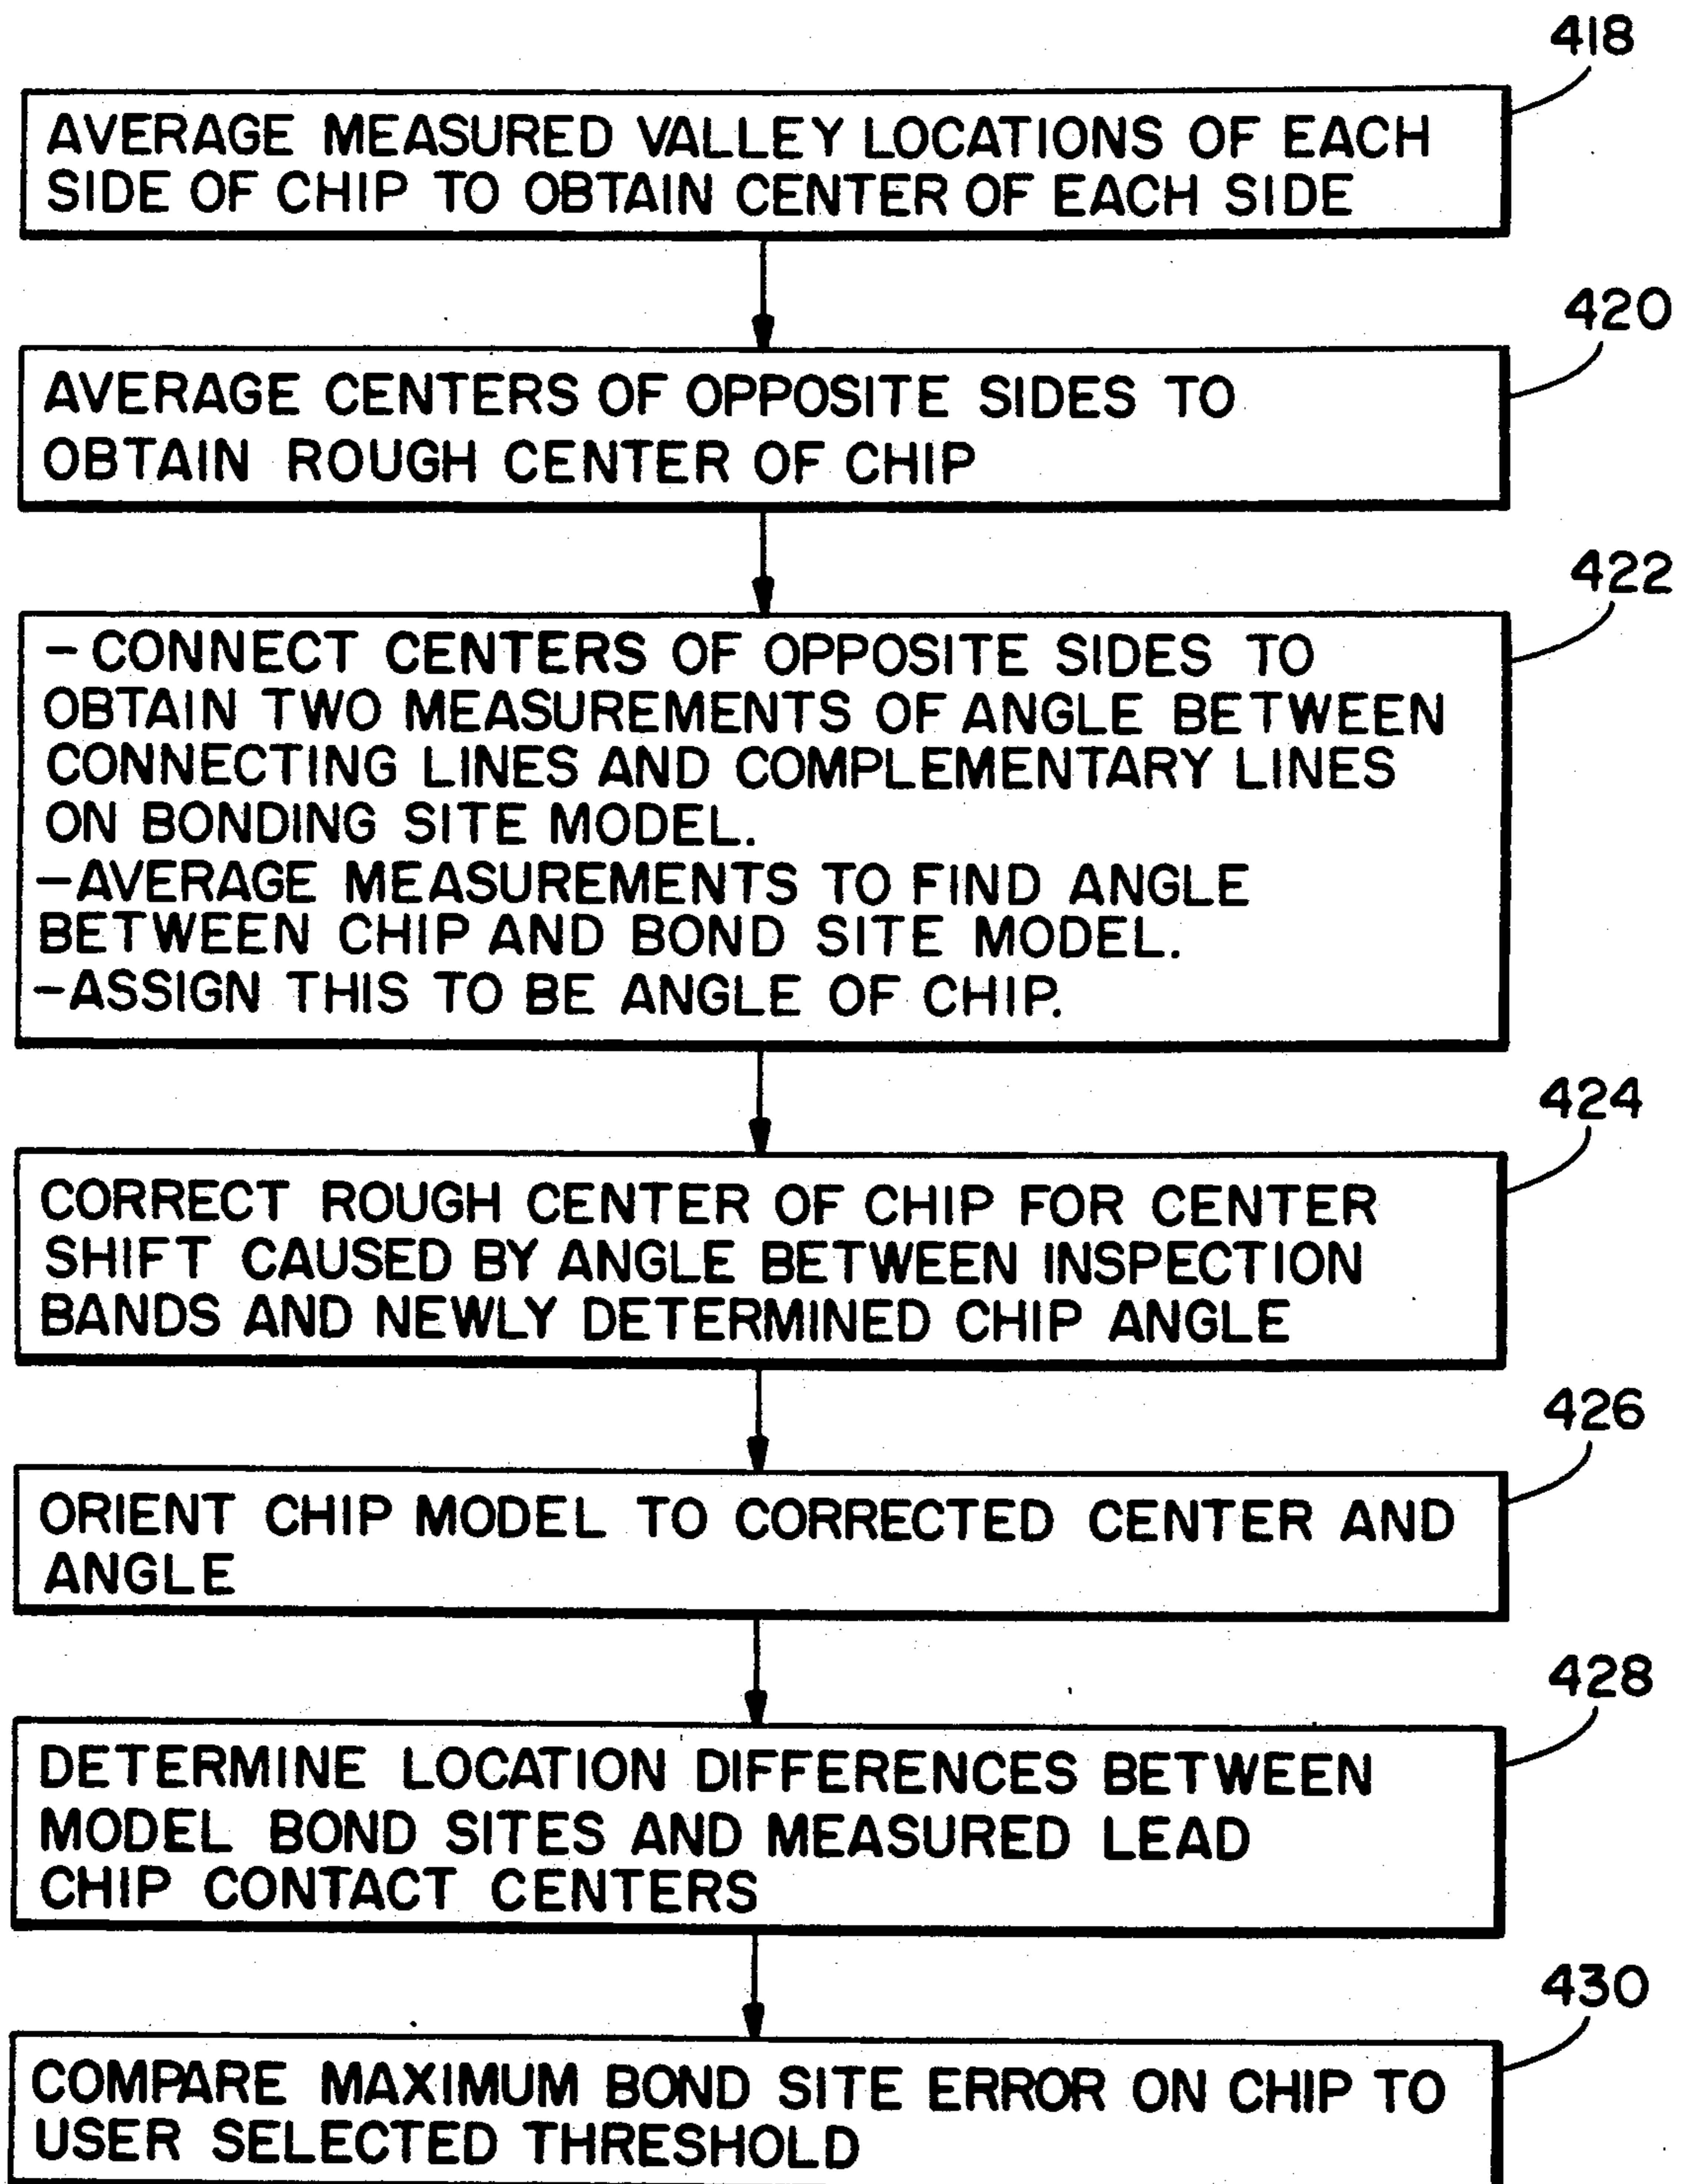 418
AVERAGE MEASURED VALLEY LOCATIONS OF EACH
SIDE OF CHIP TO OBTAIN CENTER OF EACH SIDE
420
AVERAGE CENTERS OF OPPOSITE SIDES TO
OBTAIN ROUGH CENTER OF CHIP
422
– CONNECT CENTERS OF OPPOSITE SIDES TO
OBTAIN TWO MEASUREMENTS OF ANGLE BETWEEN
CONNECTING LINES AND COMPLEMENTARY LINES
ON BONDING SITE MODEL.
–AVERAGE MEASUREMENTS TO FIND ANGLE
BETWEEN CHIP AND BOND SITE MODEL.
–ASSIGN THIS TO BE ANGLE OF CHIP.
424
CORRECT ROUGH CENTER OF CHIP FOR CENTER
SHIFT CAUSED BY ANGLE BETWEEN INSPECTION
BANDS AND NEWLY DETERMINED CHIP ANGLE
426
ORIENT CHIP MODEL TO CORRECTED CENTER AND
ANGLE
428
DETERMINE LOCATION DIFFERENCES BETWEEN
MODEL BOND SITES AND MEASURED LEAD
CHIP CONTACT CENTERS
430
COMPARE MAXIMUM BOND SITE ERROR ON CHIP TO
USER SELECTED THRESHOLD